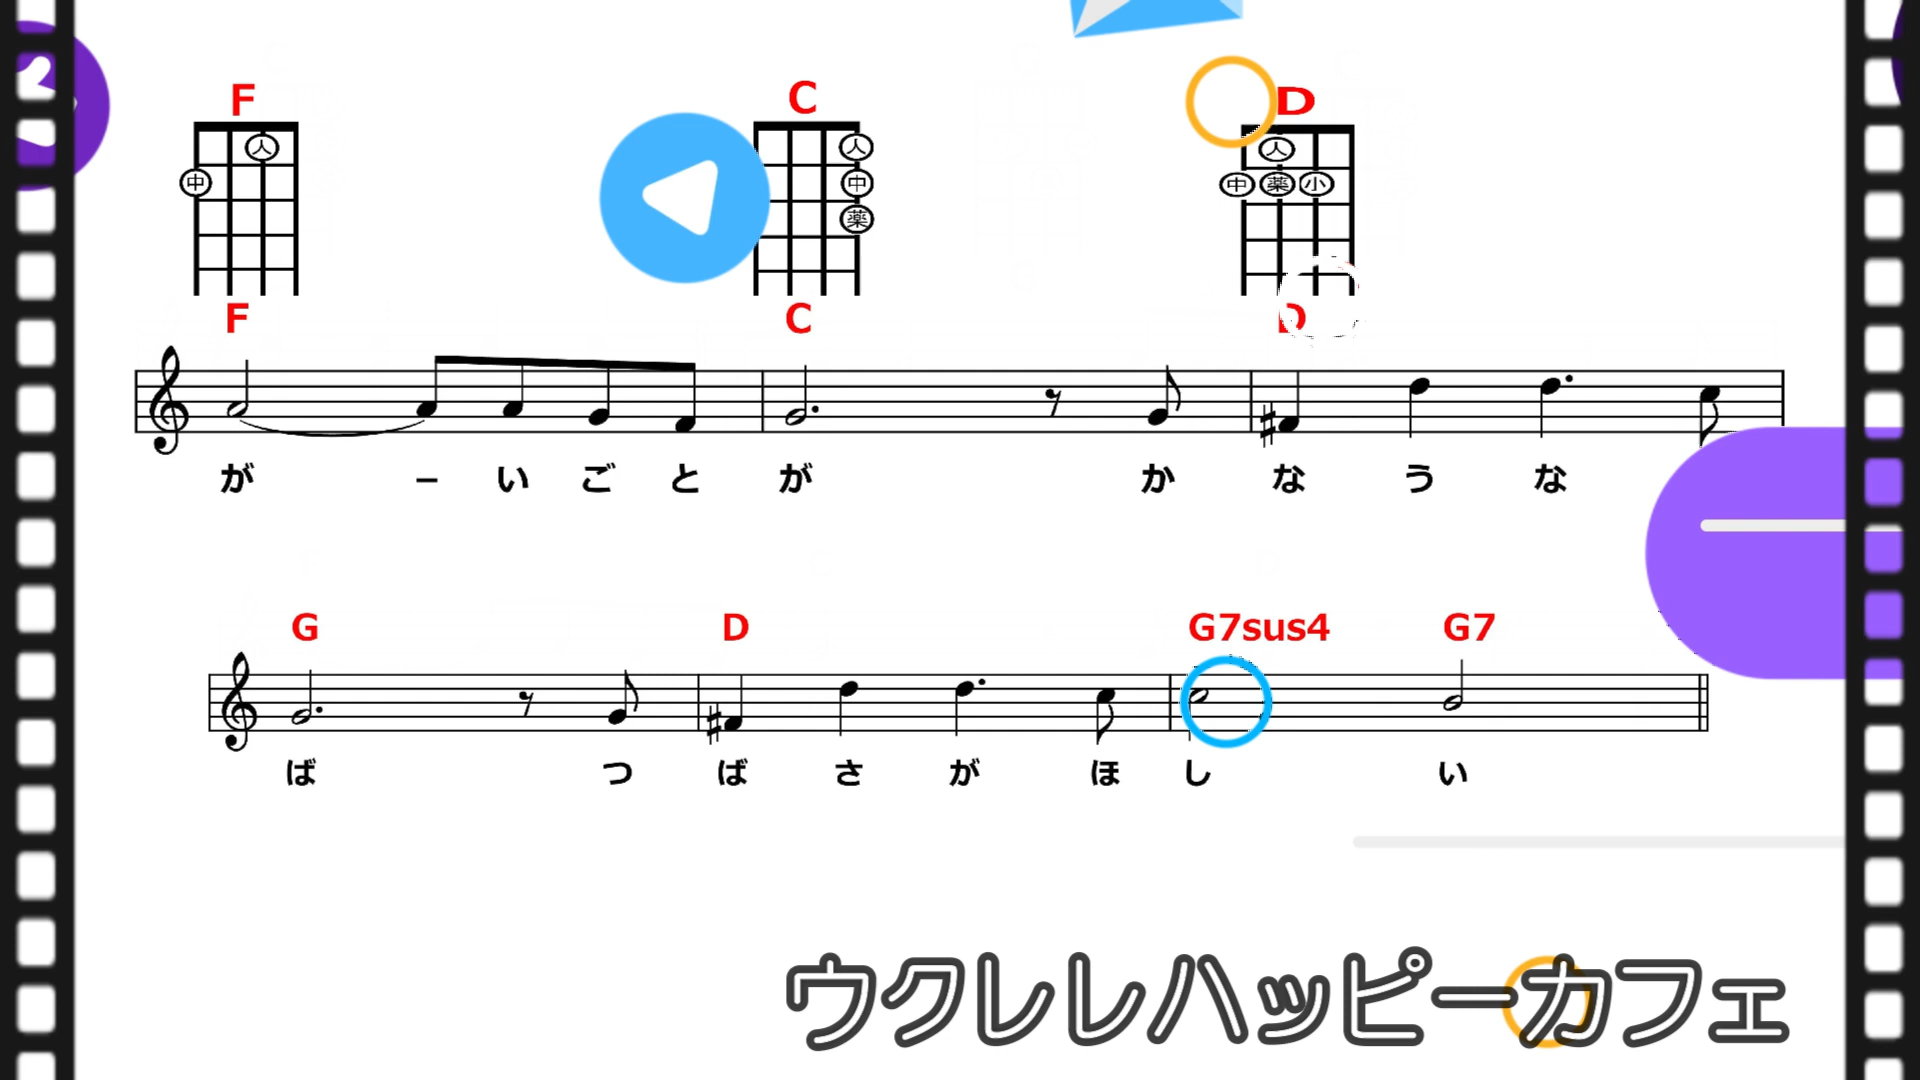 F C D
人 人 人
中 中 中 薬 小
薬
F C D
が － い ご と が か な う な
G D G7sus4 G7
ば つ ば さ が ほ し い
ウクレレハッピーカフェ